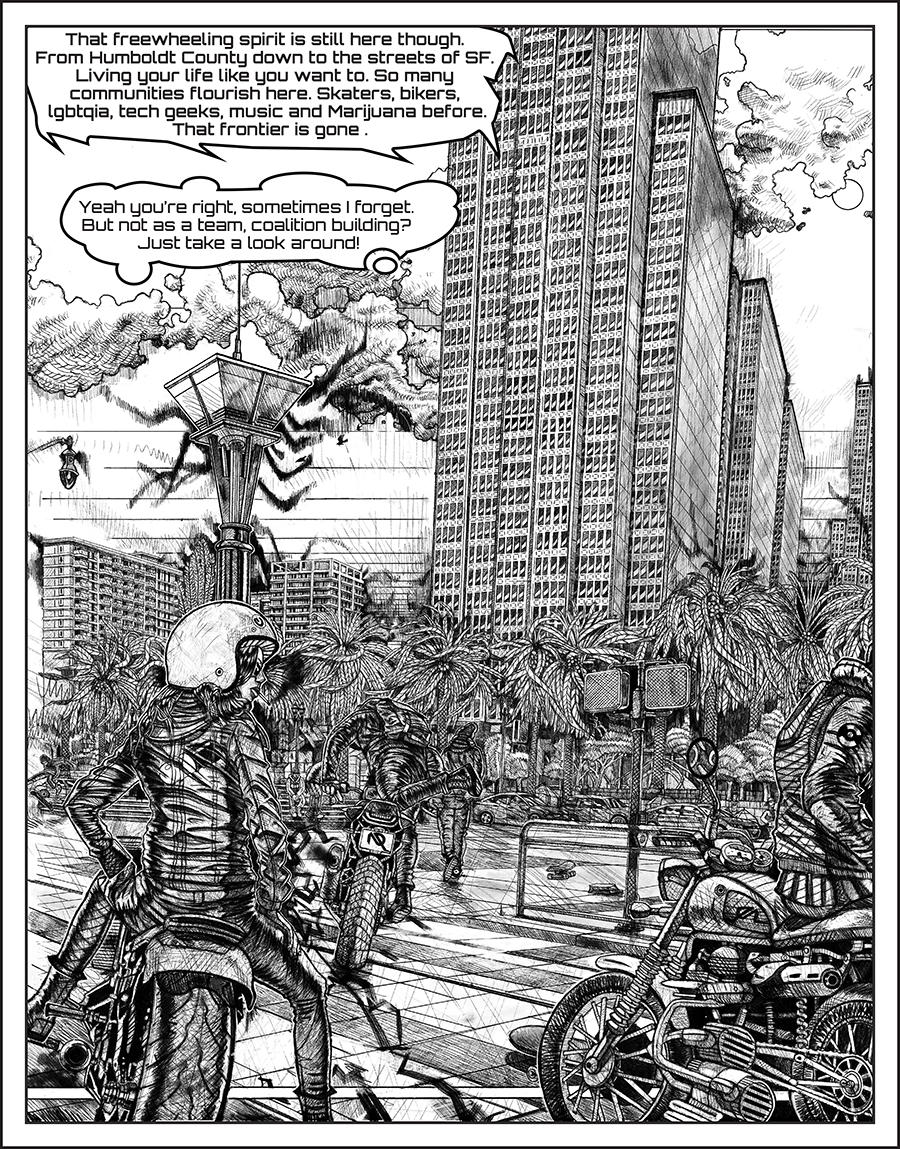 That freewheeling spirit is still here though.
From Humboldt County down to the streets of SF.
Living your life like you want to. So many
communities flourish here. Skaters, bikers,
lgbtqia, tech geeks, music and Marijuana before.
That frontier is gone .
Yeah you're right, sometimes I forget.
But not as a team, coalition building?
Just take a look around!